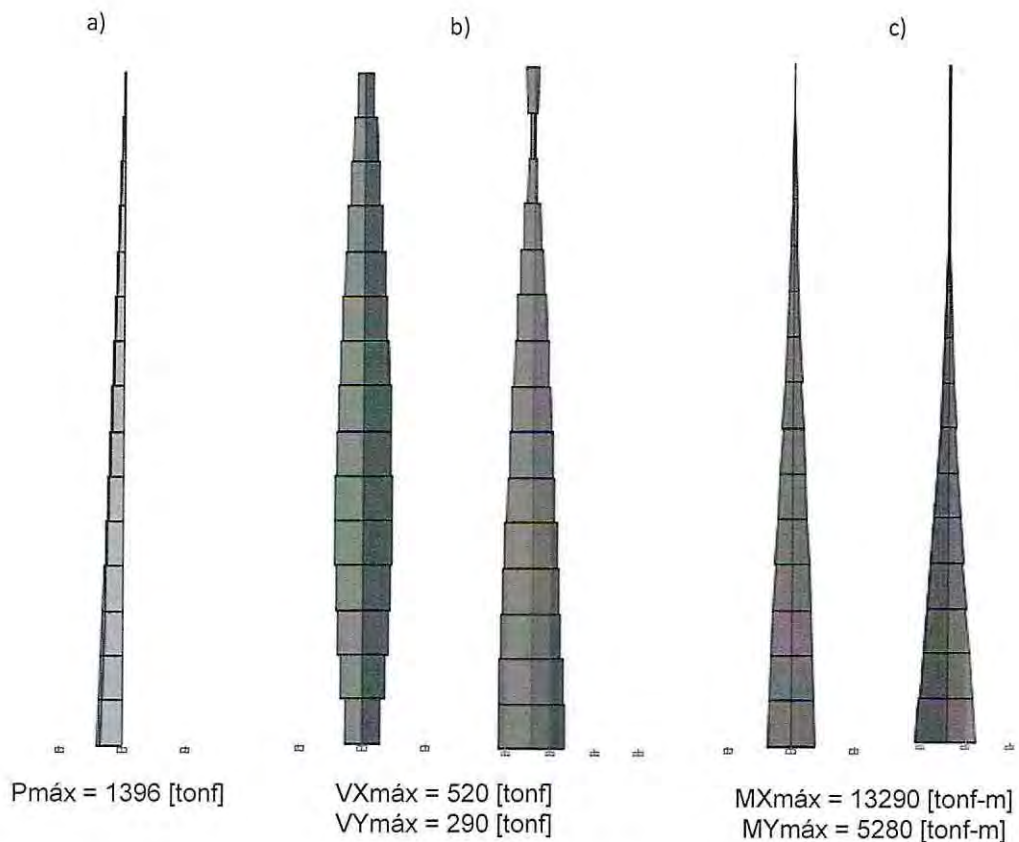 a)
b)
c)
Pmáx = 1396 [tonf]
VXmáx = 520 [tonf]
VYmáx = 290 [tonf]
MXmáx = 13290 [tonf-m]
MYmáx = 5280 [tonf-m]